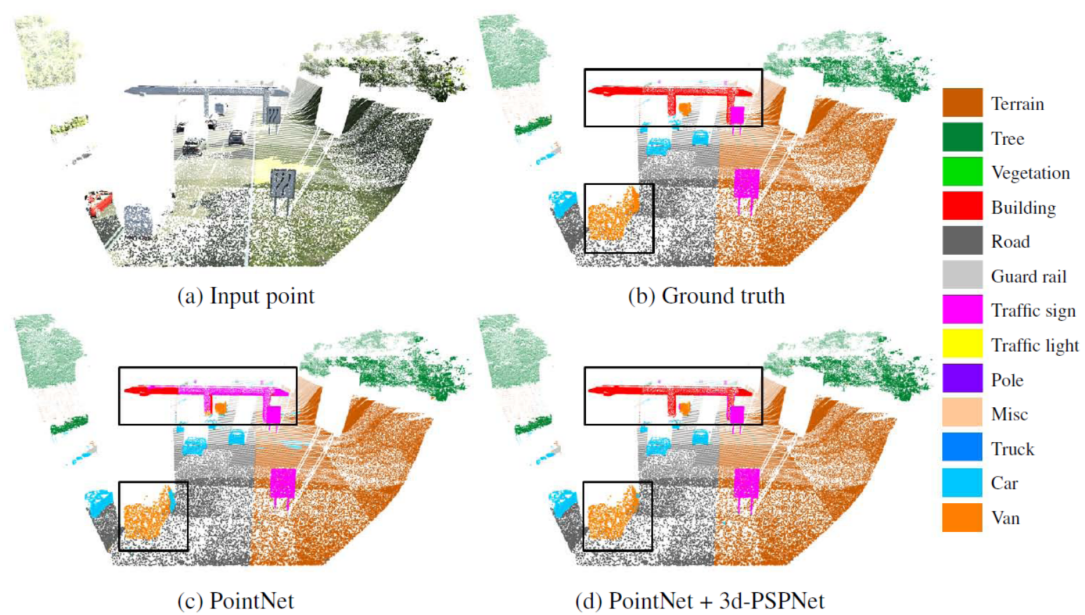 (a) Input point
(b) Ground truth
Terrain
Tree
Vegetation
Building
Road
Guard rail
Traffic sign
Traffic light
Pole
Misc
Truck
Car
Van
(c) PointNet
(d) PointNet + 3d-PSPNet